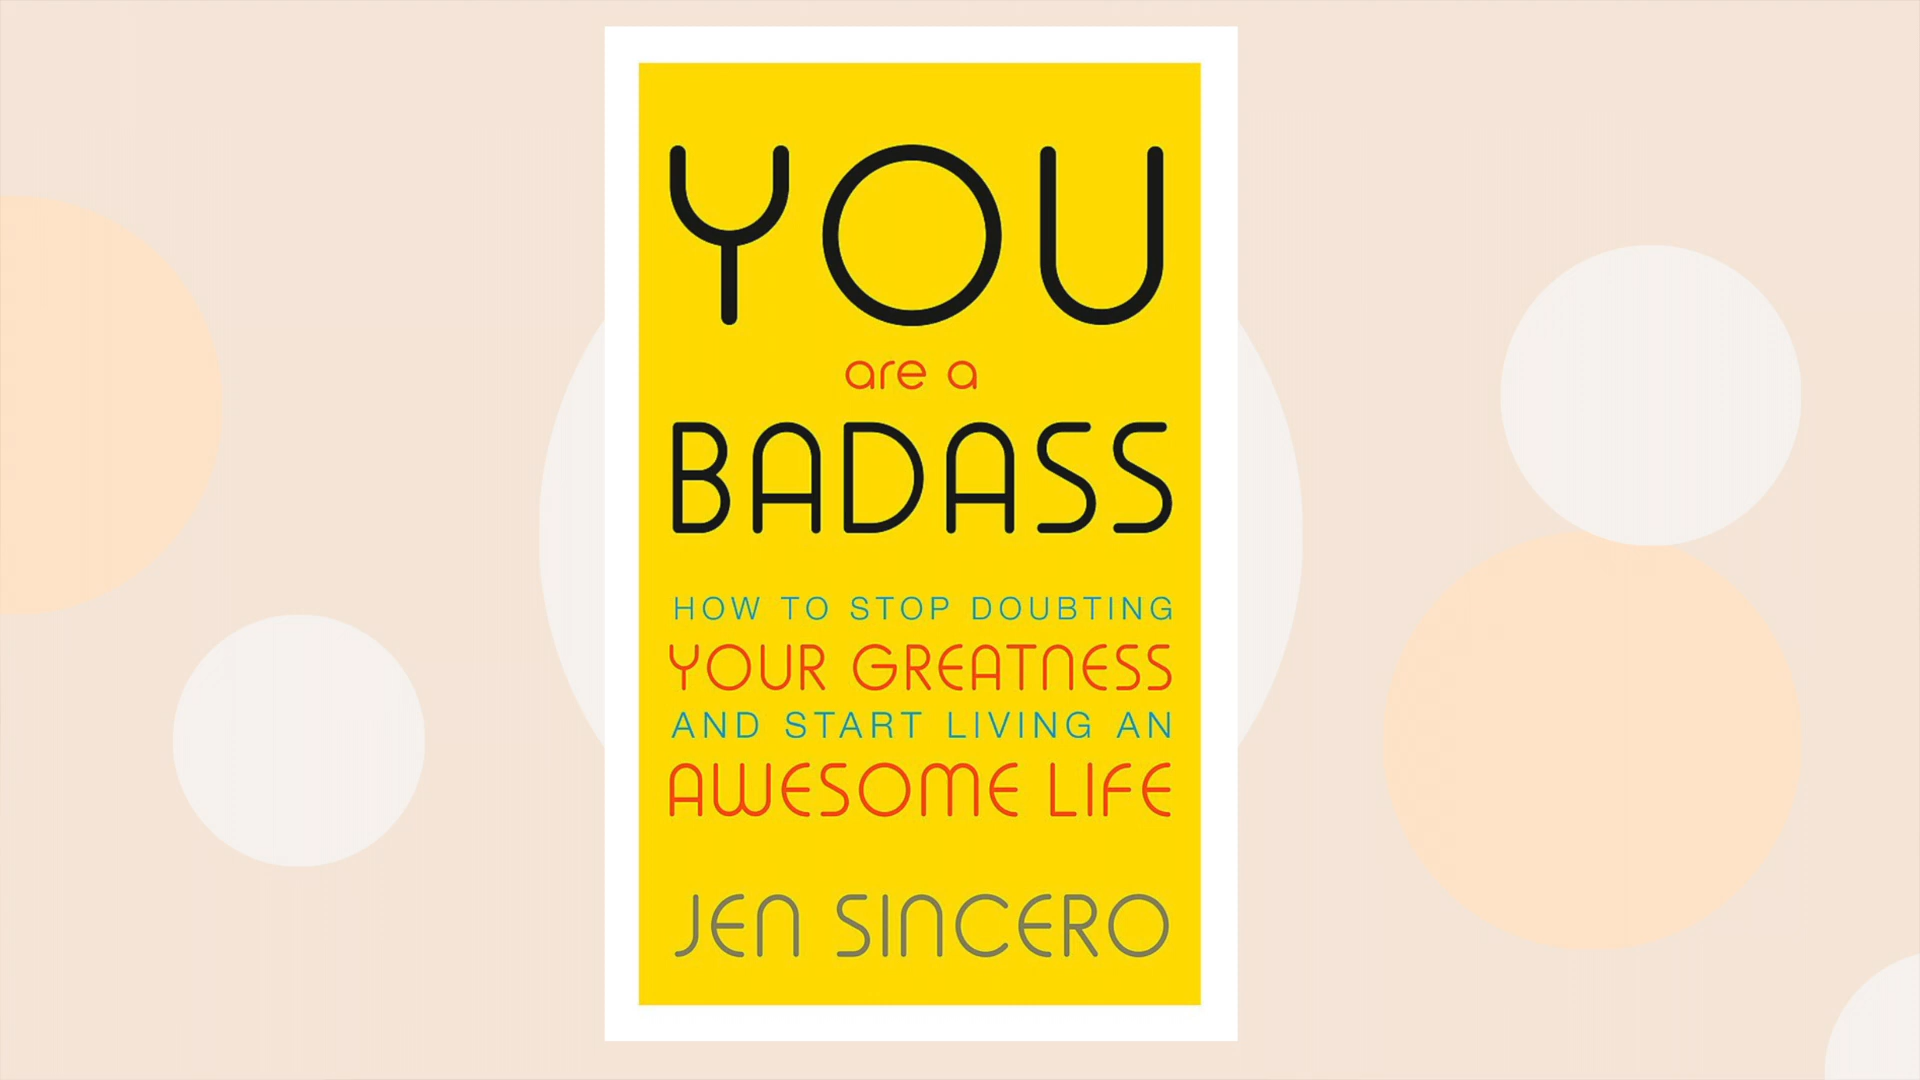 YOU
are a
BADASS
HOW TO STOP DOUBTING
YOUR GREATNESS
AND START LIVING AN
AWESOME LIFE
JEN SINCERO